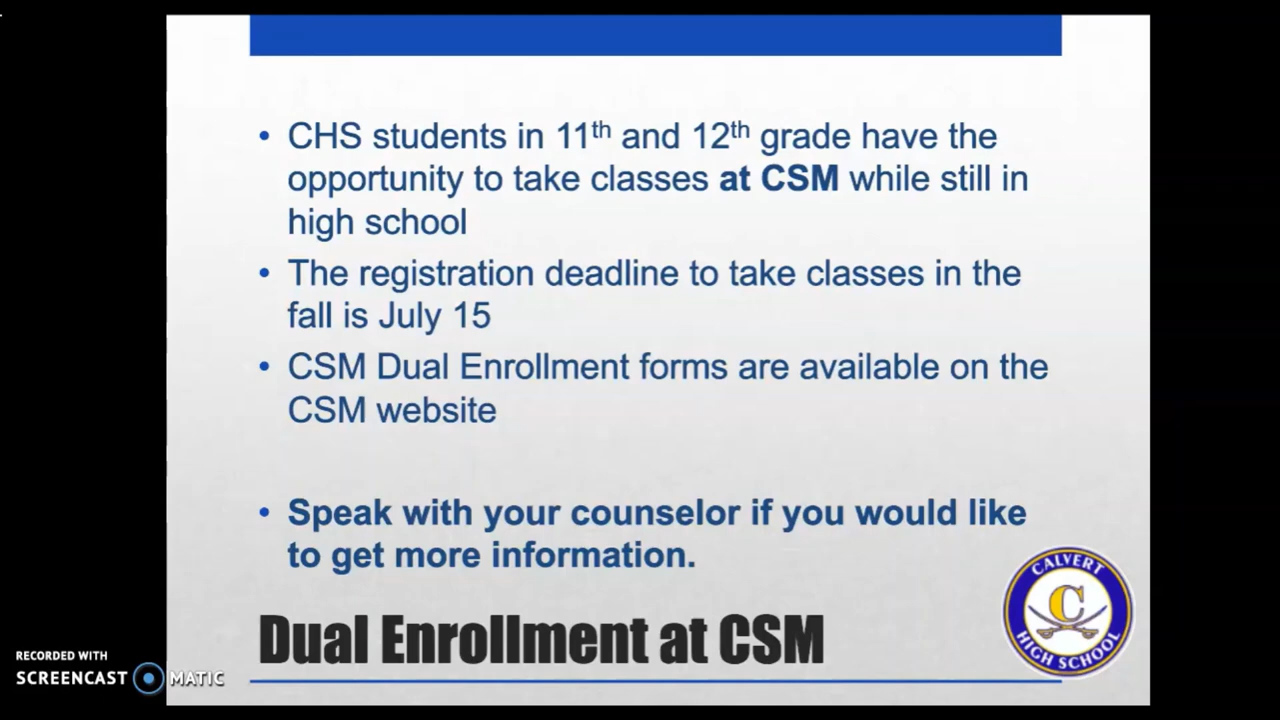 • CHS students in 11th and 12th grade have the
opportunity to take classes at CSM while still in
high school
• The registration deadline to take classes in the
fall is July 15
• CSM Dual Enrollment forms are available on the
CSM website
• Speak with your counselor if you would like
to get more information.
Dual Enrollment at CSM
CALVERT
C
HIGH SCHOOL
RECORDED WITH
SCREENCAST MATIC